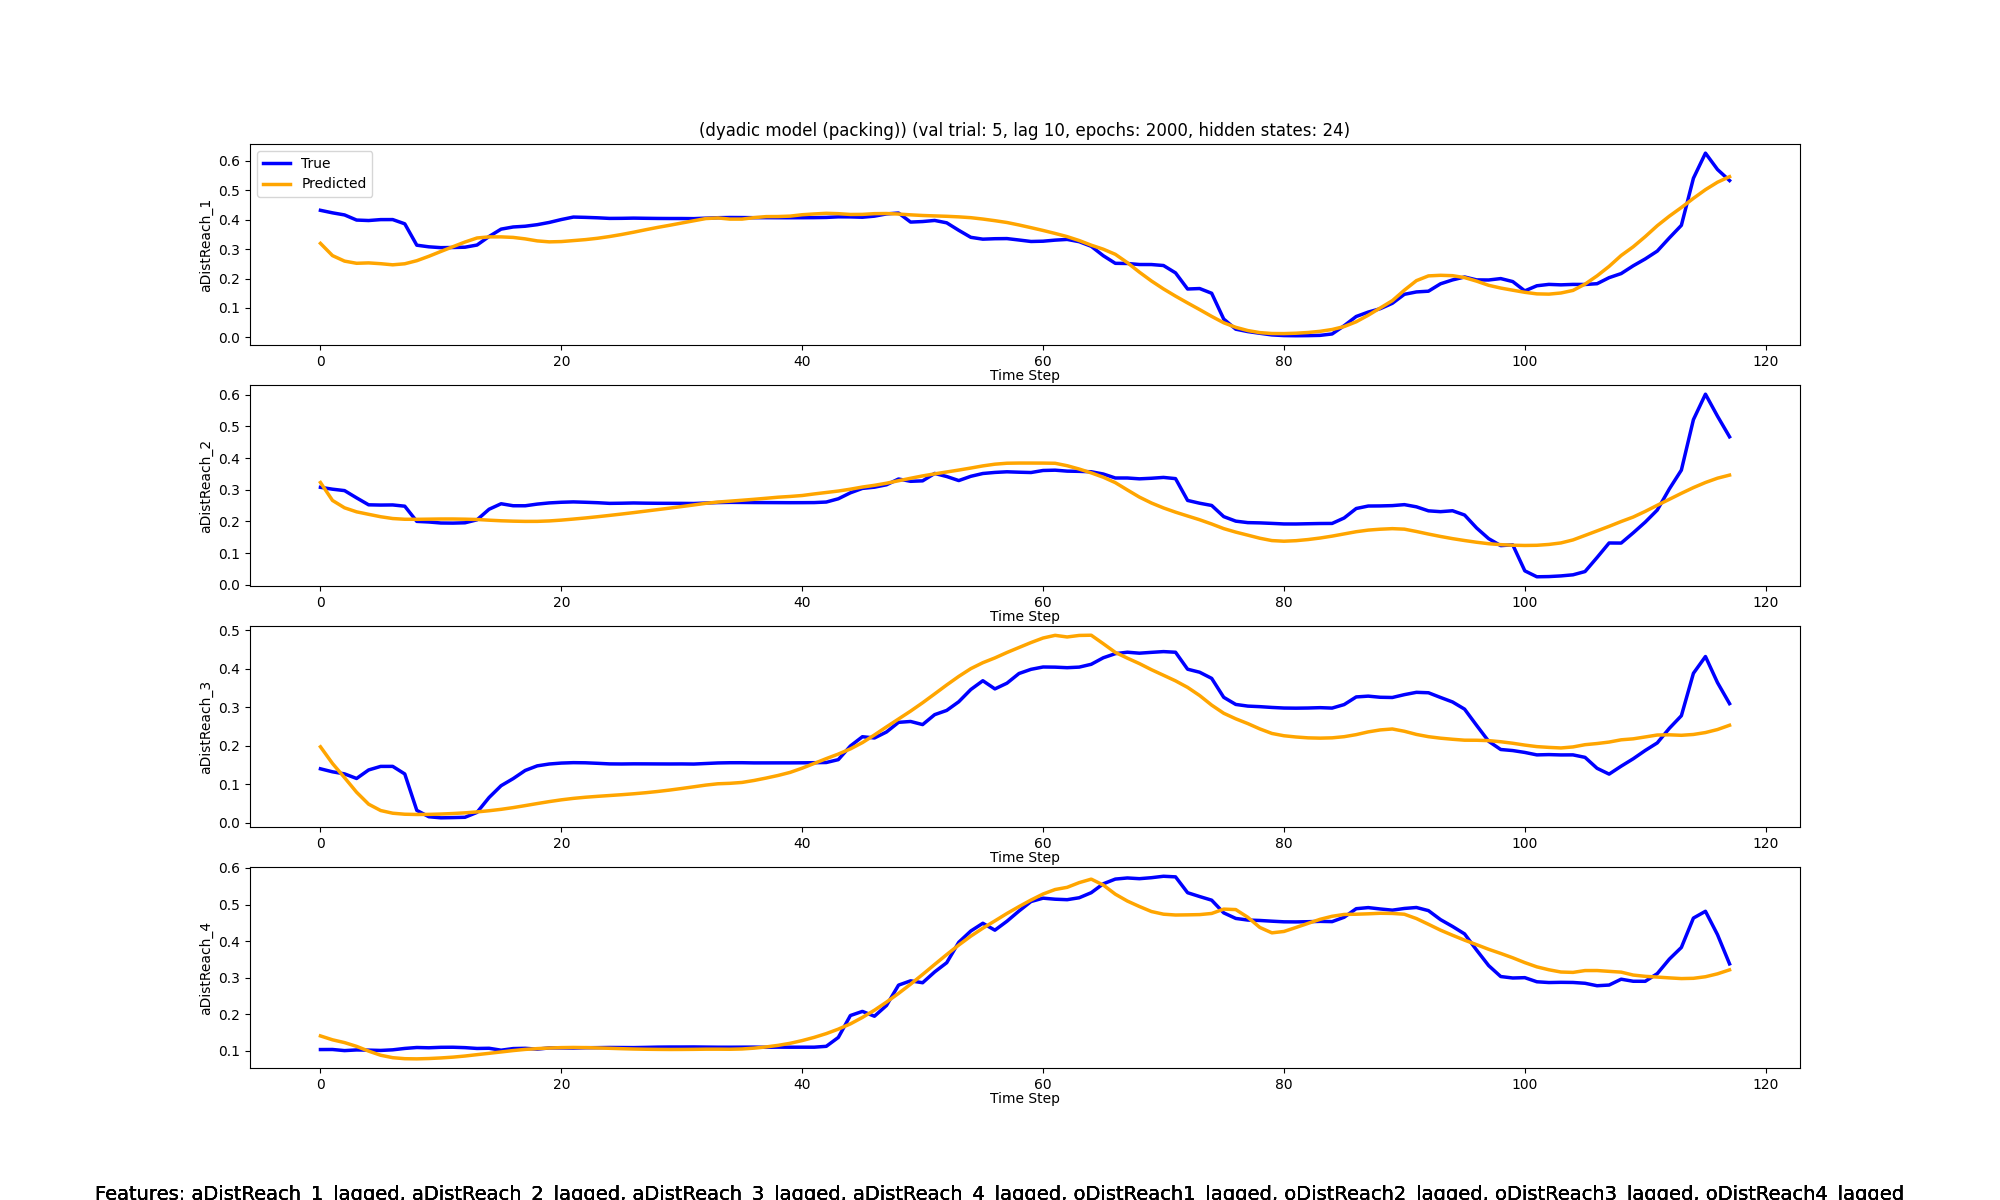 (dyadic model (packing)) (val trial: 5, lag 10, epochs: 2000, hidden states: 24)
True
Predicted
aDistReach_1
0.6
0.5
0.4
0.3
0.2
0.1
0.0
0 20 40 60 80 100 120
Time Step
aDistReach_2
0.6
0.5
0.4
0.3
0.2
0.1
0.0
0 20 40 60 80 100 120
Time Step
aDistReach_3
0.5
0.4
0.3
0.2
0.1
0.0
0 20 40 60 80 100 120
Time Step
aDistReach_4
0.6
0.5
0.4
0.3
0.2
0.1
0 20 40 60 80 100 120
Time Step
Features: aDistReach_1_lagged, aDistReach_2_lagged, aDistReach_3_lagged, aDistReach_4_lagged, oDistReach1_lagged, oDistReach2_lagged, oDistReach3_lagged, oDistReach4_lagged